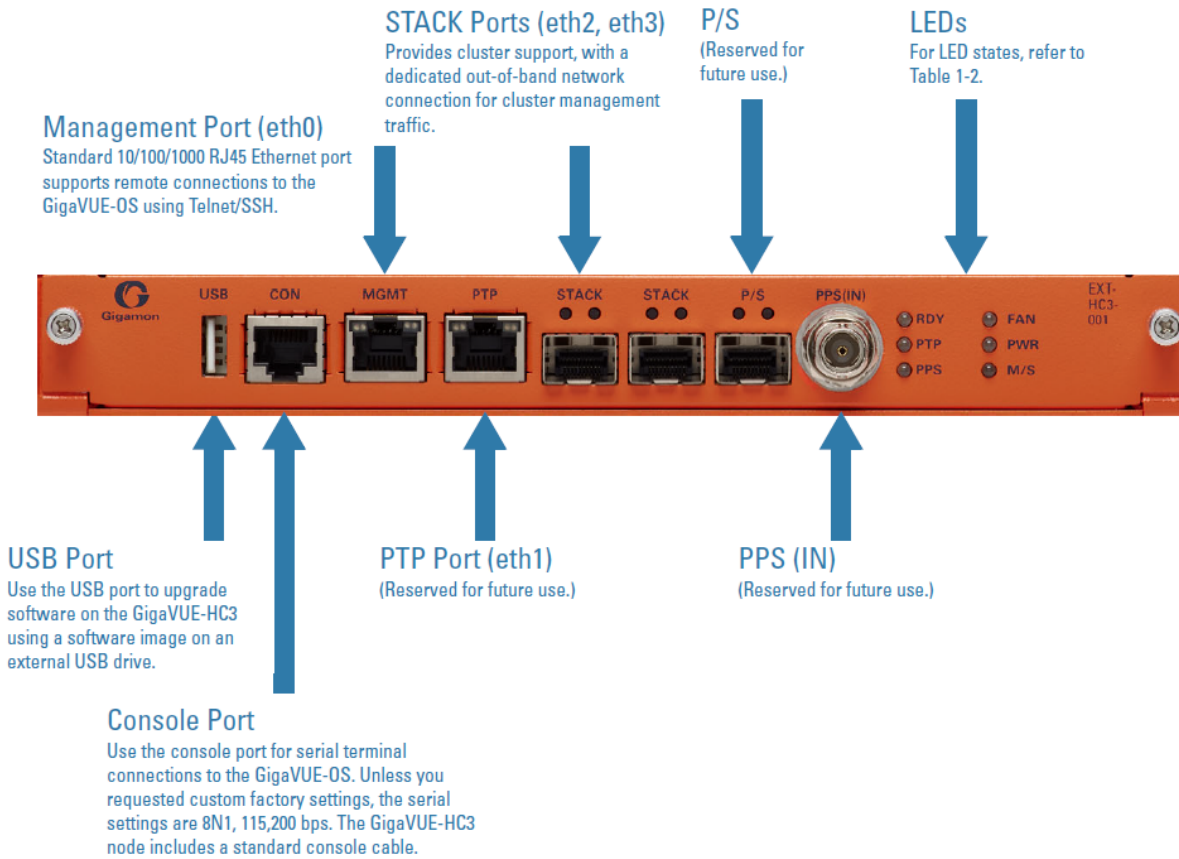 STACK Ports (eth2, eth3)
Provides cluster support, with a
dedicated out-of-band network
connection for cluster management
traffic.
P/S
(Reserved for
future use.)
LEDs
For LED states, refer to
Table 1-2.
Management Port (eth0)
Standard 10/100/1000 RJ45 Ethernet port
supports remote connections to the
GigaVUE-OS using Telnet/SSH.
Gigamon
USB
CON
MGMT
PTP
STACK
STACK
P/S
PPS(IN)
RDY
PTP
PPS
FAN
PWR
M/S
EXT-
HC3-
001
USB Port
Use the USB port to upgrade
software on the GigaVUE-HC3
using a software image on an
external USB drive.
PTP Port (eth1)
(Reserved for future use.)
PPS (IN)
(Reserved for future use.)
Console Port
Use the console port for serial terminal
connections to the GigaVUE-OS. Unless you
requested custom factory settings, the serial
settings are 8N1, 115,200 bps. The GigaVUE-HC3
node includes a standard console cable.